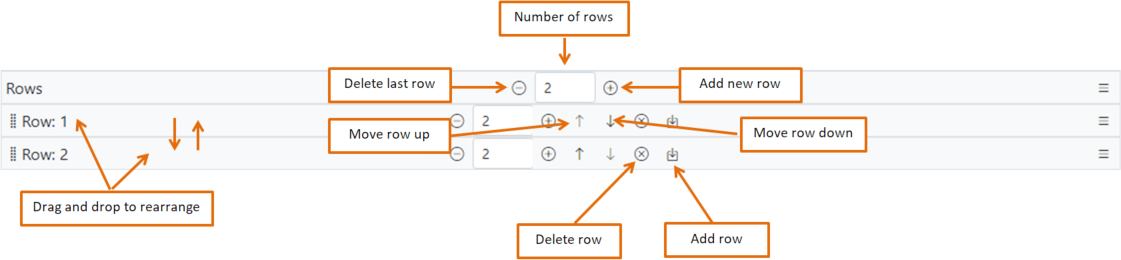 Number of rows
Delete last row
Add new row
Rows
2
Row: 1
2
Move row up
Move row down
Row: 2
2
Drag and drop to rearrange
Delete row
Add row